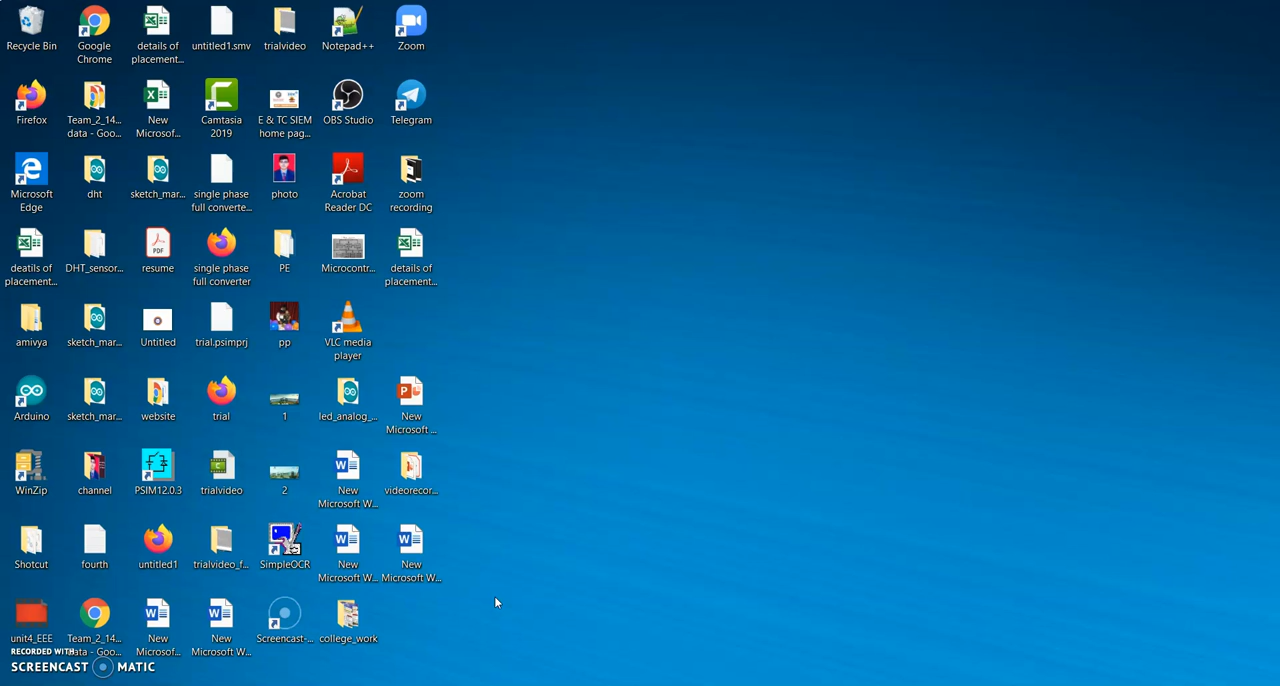 Recycle Bin
Google
Chrome
details of
placement...
untitled1.smv
trialvideo
Notepad++
Zoom
Firefox
Team_2_14...
data - Goo...
New
Microsof...
Camtasia
2019
E & TC SIEM
home pag...
OBS Studio
Telegram
Microsoft
Edge
dht
sketch_mar...
single phase
full converte...
photo
Acrobat
Reader DC
zoom
recording
deatils of
placement...
DHT_sensor...
PDF
resume
single phase
full converter
PE
Microcontr...
details of
placement...
amivya
sketch_mar...
Untitled
trial.psimprj
pp
VLC media
player
Arduino
sketch_mar...
website
trial
1
led_analog_...
New
Microsoft ...
WinZip
channel
PSIM12.0.3
trialvideo
2
New
Microsoft W...
videorecor...
Shotcut
fourth
untitled1
trialvideo_f...
SimpleOCR
New
Microsoft W...
New
Microsoft W...
unit4_EEE
Team_2_14...
data - Goo...
New
Microsof...
New
Microsoft W...
Screencast-...
college_work
RECORDED WITH
SCREENCAST MATIC